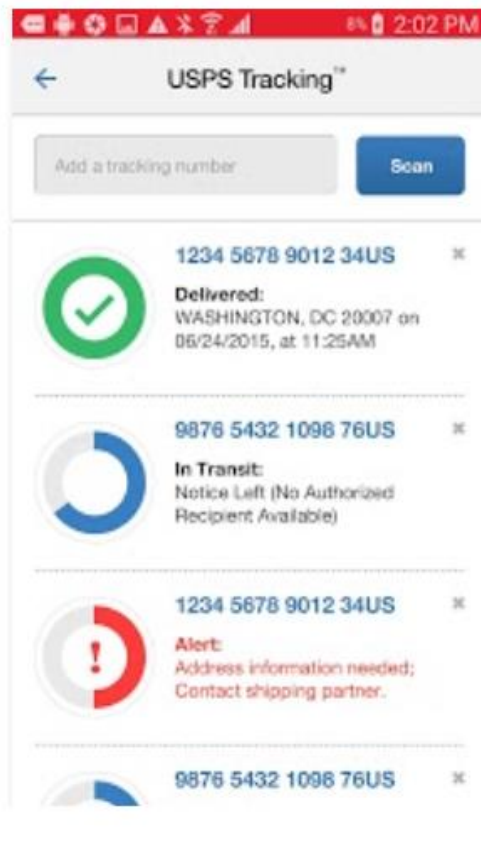 8% 2:02 PM
USPS Tracking™
Add a tracking number
Scan
1234 5678 9012 34US
Delivered:
WASHINGTON, DC 20007 on
06/24/2015, at 11:25AM
9876 5432 1098 76US
In Transit:
Notice Left (No Authorized
Recipient Available)
1234 5678 9012 34US
Alert:
Address information needed;
Contact shipping partner.
9876 5432 1098 76US